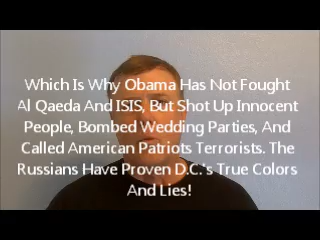 Which Is Why Obama Has Not Fought
Al Qaeda And ISIS, But Shot Up Innocent
People, Bombed Wedding Parties, And
Called American Patriots Terrorists. The
Russians Have Proven D.C.'s True Colors
And Lies!